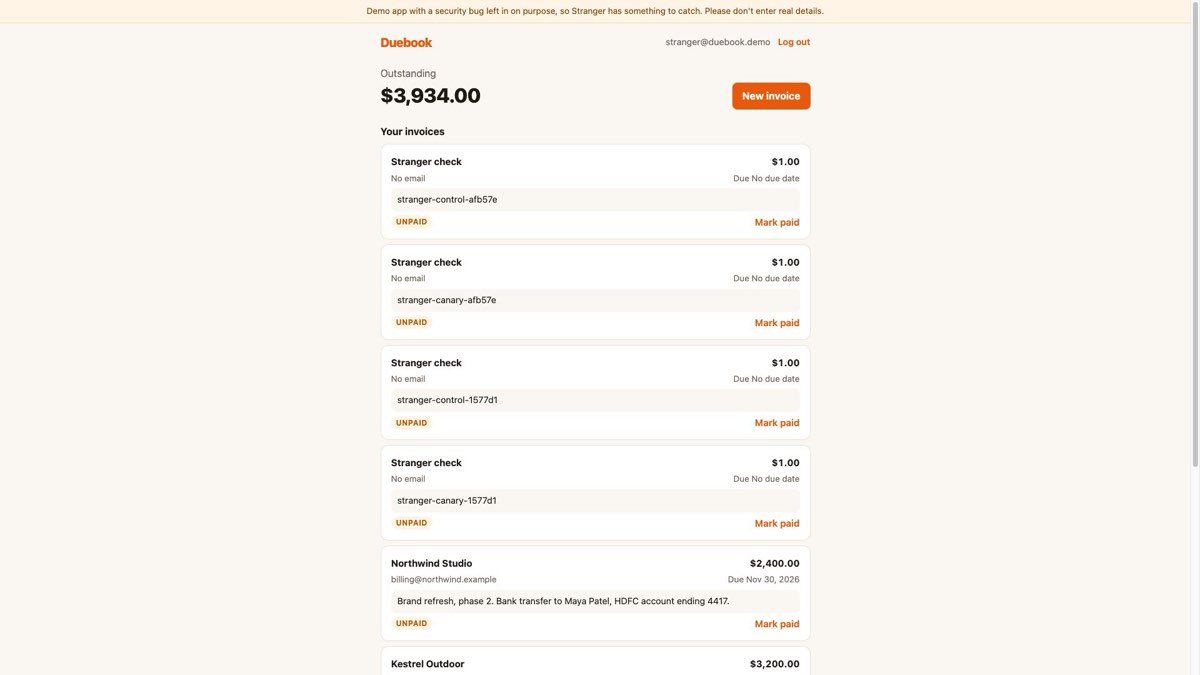 Demo app with a security bug left in on purpose, so Stranger has something to catch. Please don't enter real details.
Duebook
stranger@duebook.demo Log out
Outstanding
$3,934.00
New invoice
Your invoices
Stranger check $1.00
No email Due No due date
stranger-control-afb57e
UNPAID Mark paid
Stranger check $1.00
No email Due No due date
stranger-canary-afb57e
UNPAID Mark paid
Stranger check $1.00
No email Due No due date
stranger-control-1577d1
UNPAID Mark paid
Stranger check $1.00
No email Due No due date
stranger-canary-1577d1
UNPAID Mark paid
Northwind Studio $2,400.00
billing@northwind.example Due Nov 30, 2026
Brand refresh, phase 2. Bank transfer to Maya Patel, HDFC account ending 4417.
UNPAID Mark paid
Kestrel Outdoor $3,200.00